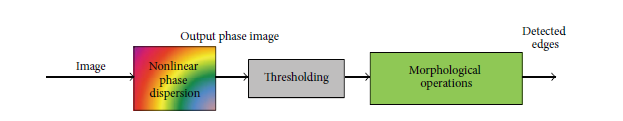 Image
Nonlinear
phase
dispersion
Output phase image
Thresholding
Morphological
operations
Detected
edges